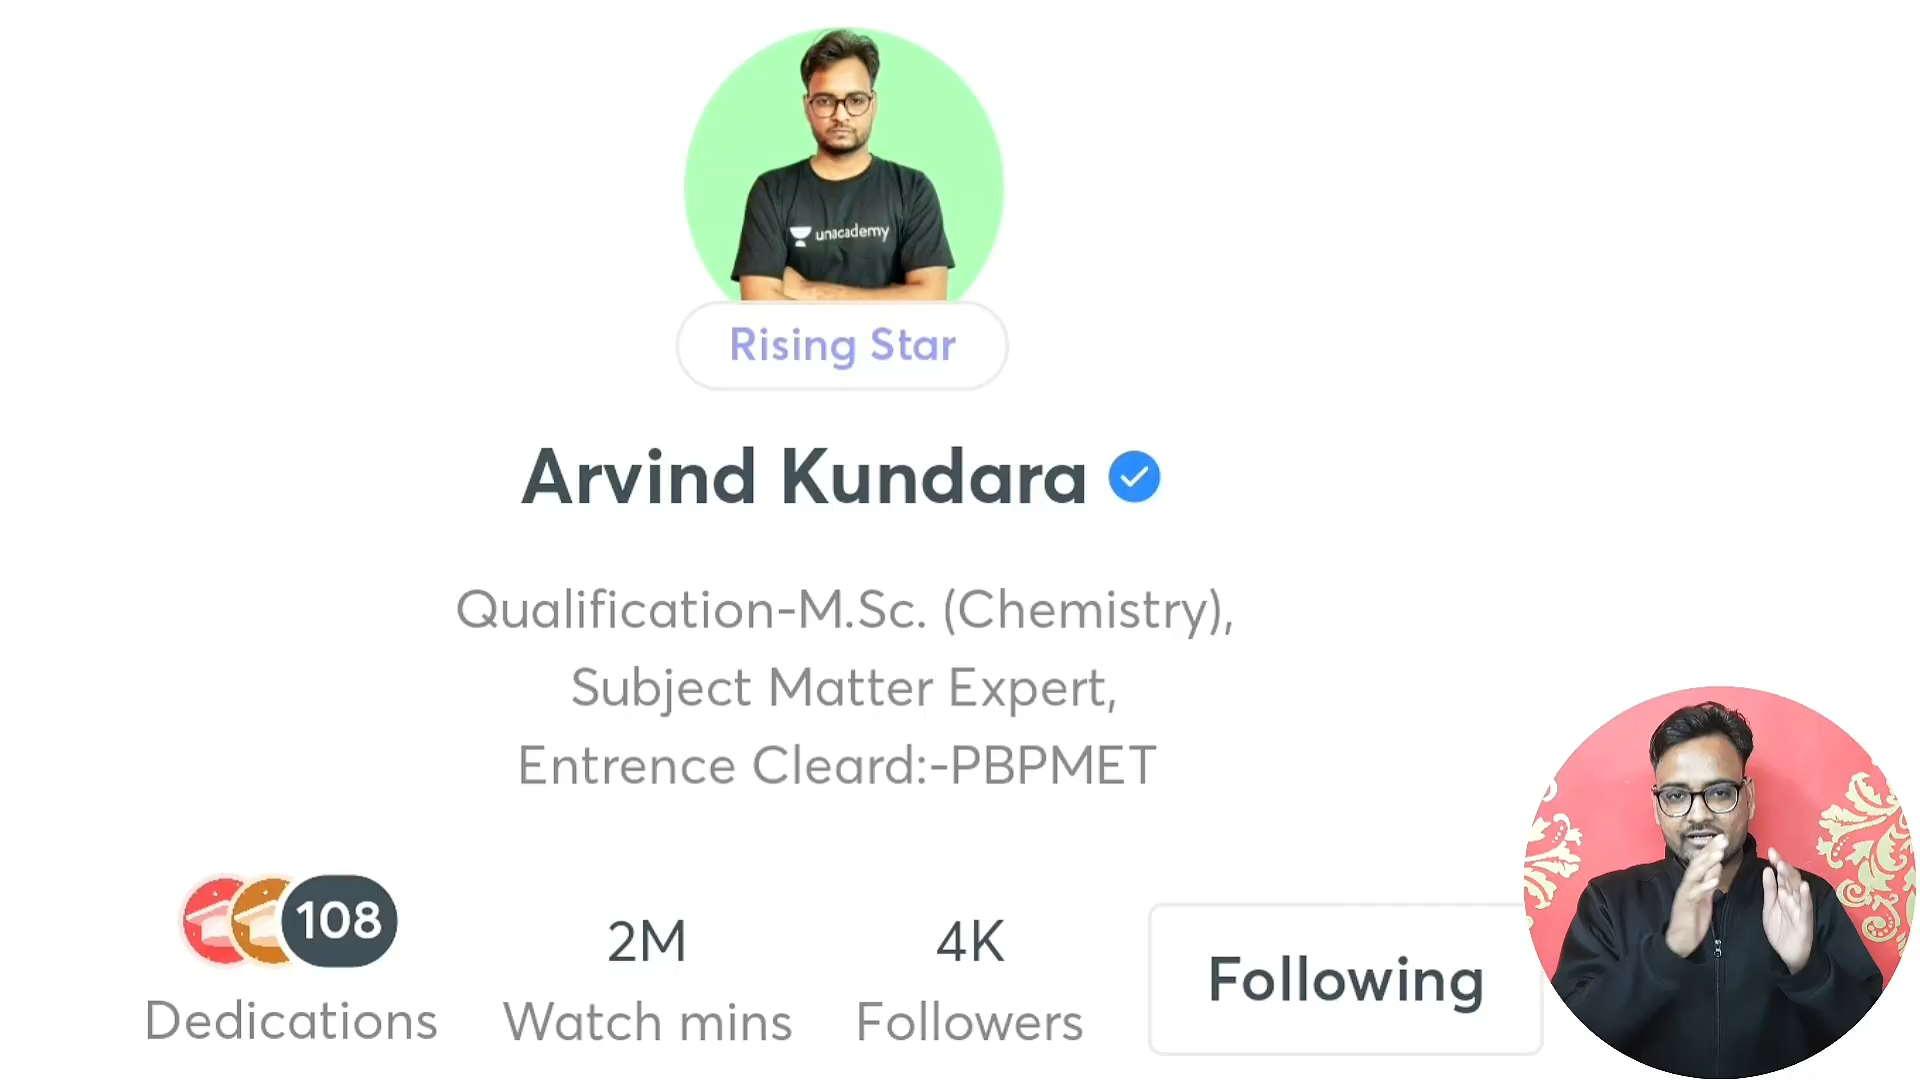 unacademy
Rising Star
Arvind Kundara
Qualification-M.Sc. (Chemistry),
Subject Matter Expert,
Entrence Cleard:-PBPMET
108
Dedications
2M
Watch mins
4K
Followers
Following